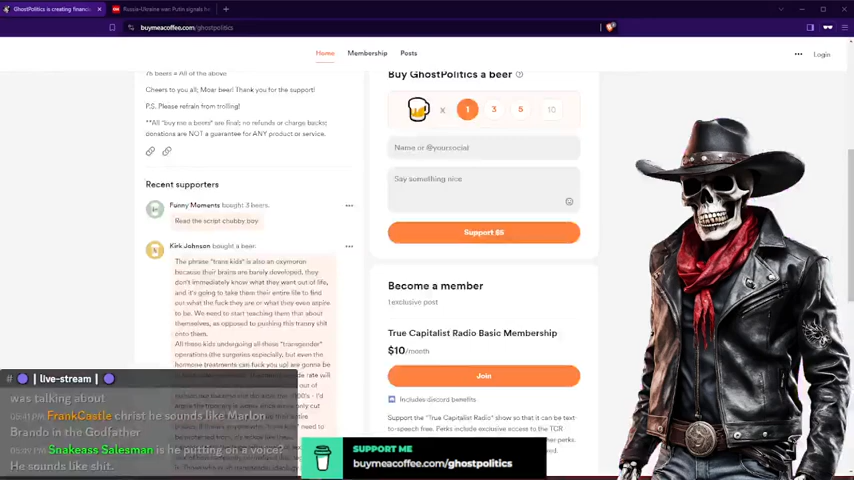 GhostPolitics is creating financi
Russia-Ukraine war: Putin signals h
buymeacoffee.com/ghostpolitics
Home
Membership
Posts
Login
75 beers = All of the above
Cheers to you all; Moar beer! Thank you for the support!
P.S. Please refrain from trolling!
**All "buy me a beers" are final; no refunds or charge backs;
donations are NOT a guarantee for ANY product or service.
Recent supporters
Funny Moments bought 3 beers.
Read the script chubby boy
Kirk Johnson bought a beer.
The phrase "trans kids" is also an oxymoron
because their brains are barely developed, they
don't immediately know what they want out of life,
and it's going to take them their entire life to find
out what the fuck they are or what they even aspire
to be. We need to start teaching them that about
themselves, as opposed to pushing this tranny shit
onto them.
All these kids undergoing all these "transgender"
operations (the surgeries especially, but even the
hormone treatments can fuck you up) are gonna be
rate will
out of
Buy GhostPolitics a beer
x
1
3
5
10
Name or @yoursocial
Say something nice
Support $5
Become a member
1 exclusive post
True Capitalist Radio Basic Membership
$10/month
Join
Includes discord benefits
Support the "True Capitalist Radio" show so that it can be text-
to-speech-free. Perks include exclusive access to the TCR
# | live-stream |
was talking about
FrankCastle christ he sounds like Marlon
Brando in the Godfather
Snakeass Salesman is he putting on a voice?
He sounds like shit.
SUPPORT ME
buymeacoffee.com/ghostpolitics